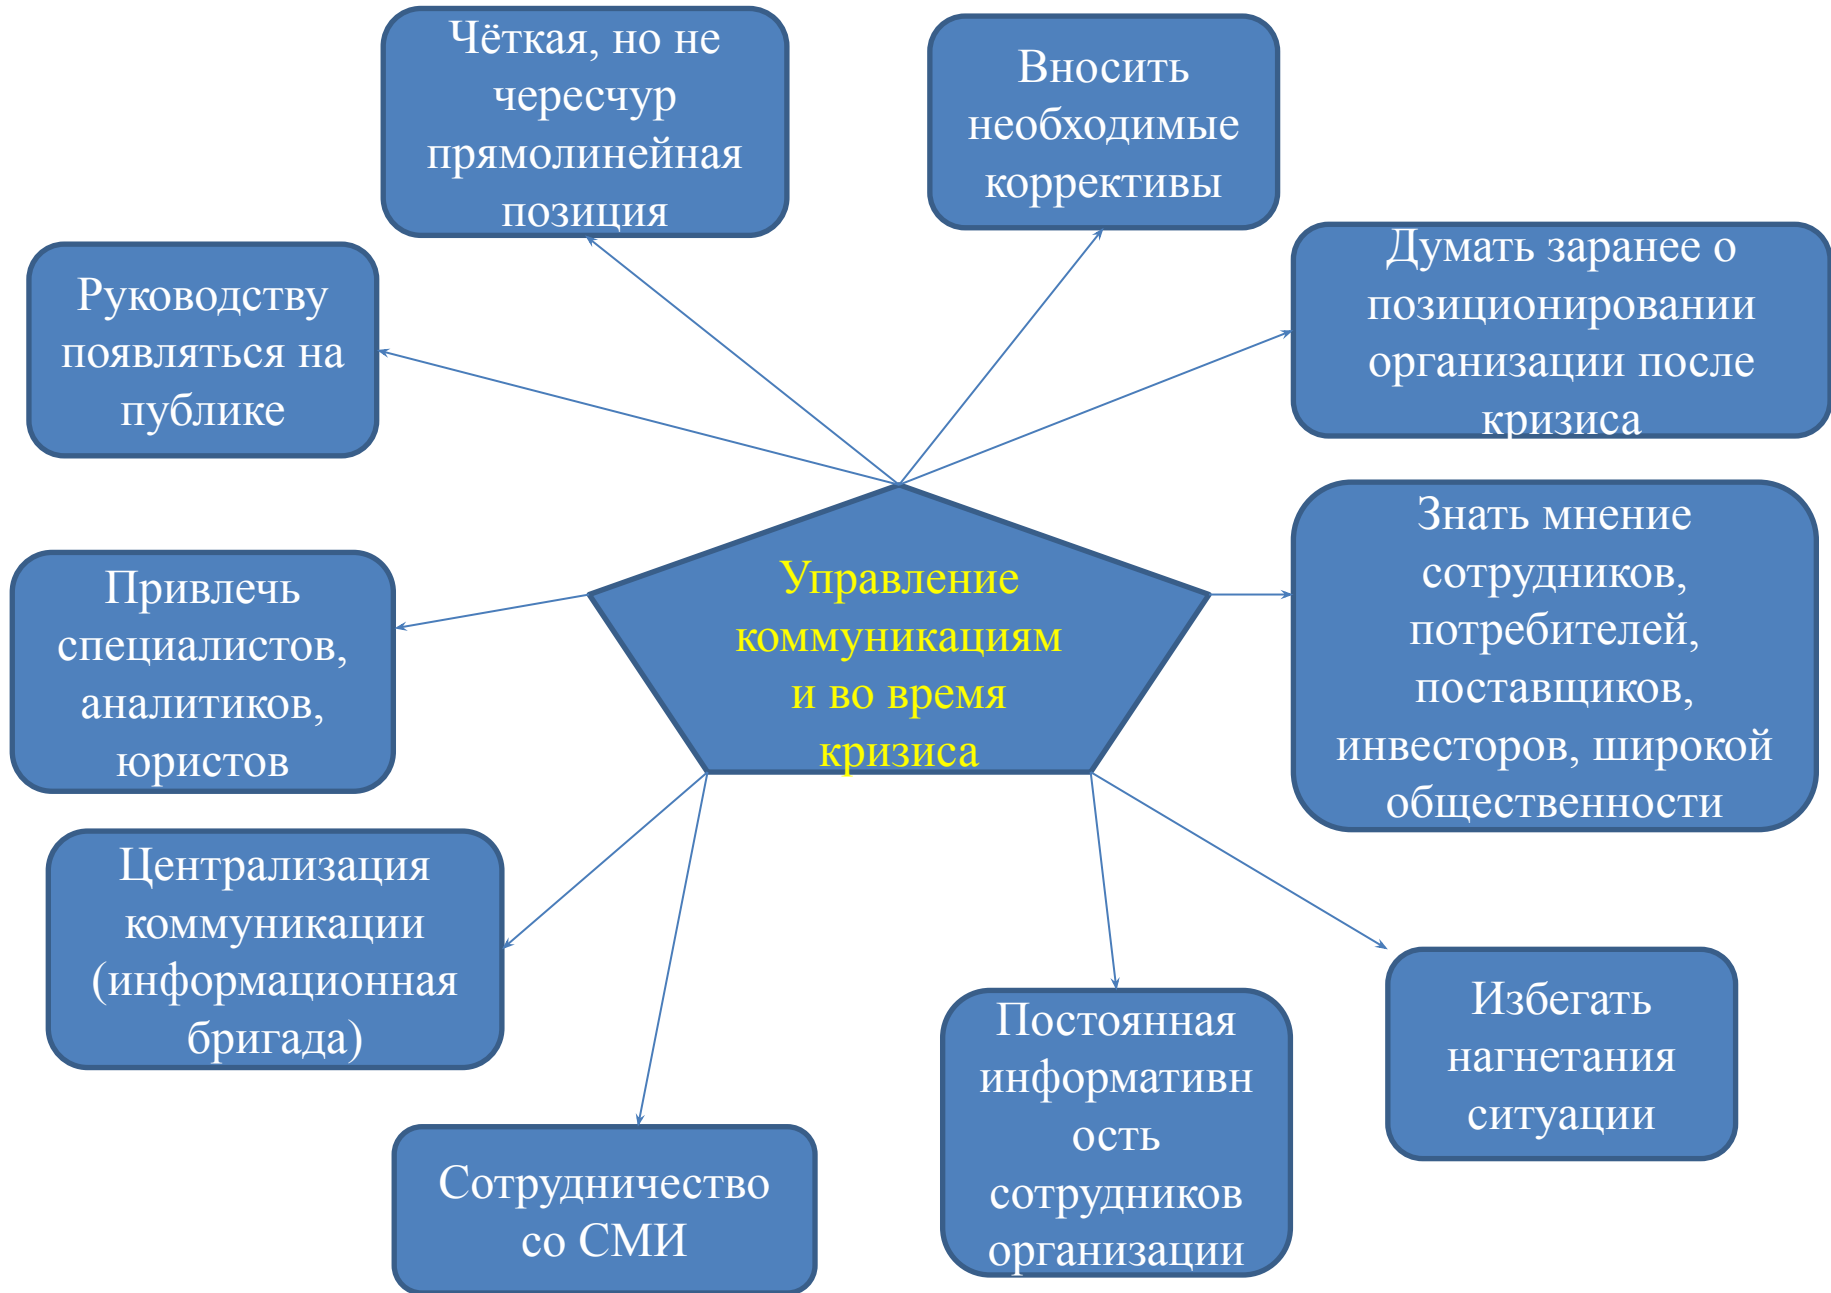 Чёткая, но не
чересчур
прямолинейная
позиция
Вносить
необходимые
коррективы
Руководству
появляться на
публике
Думать заранее о
позиционировании
организации после
кризиса
Управление
коммуникациям
и во время
кризиса
Привлечь
специалистов,
аналитиков,
юристов
Знать мнение
сотрудников,
потребителей,
поставщиков,
инвесторов, широкой
общественности
Централизация
коммуникации
(информационная
бригада)
Сотрудничество
со СМИ
Постоянная
информативн
ость
сотрудников
организации
Избегать
нагнетания
ситуации